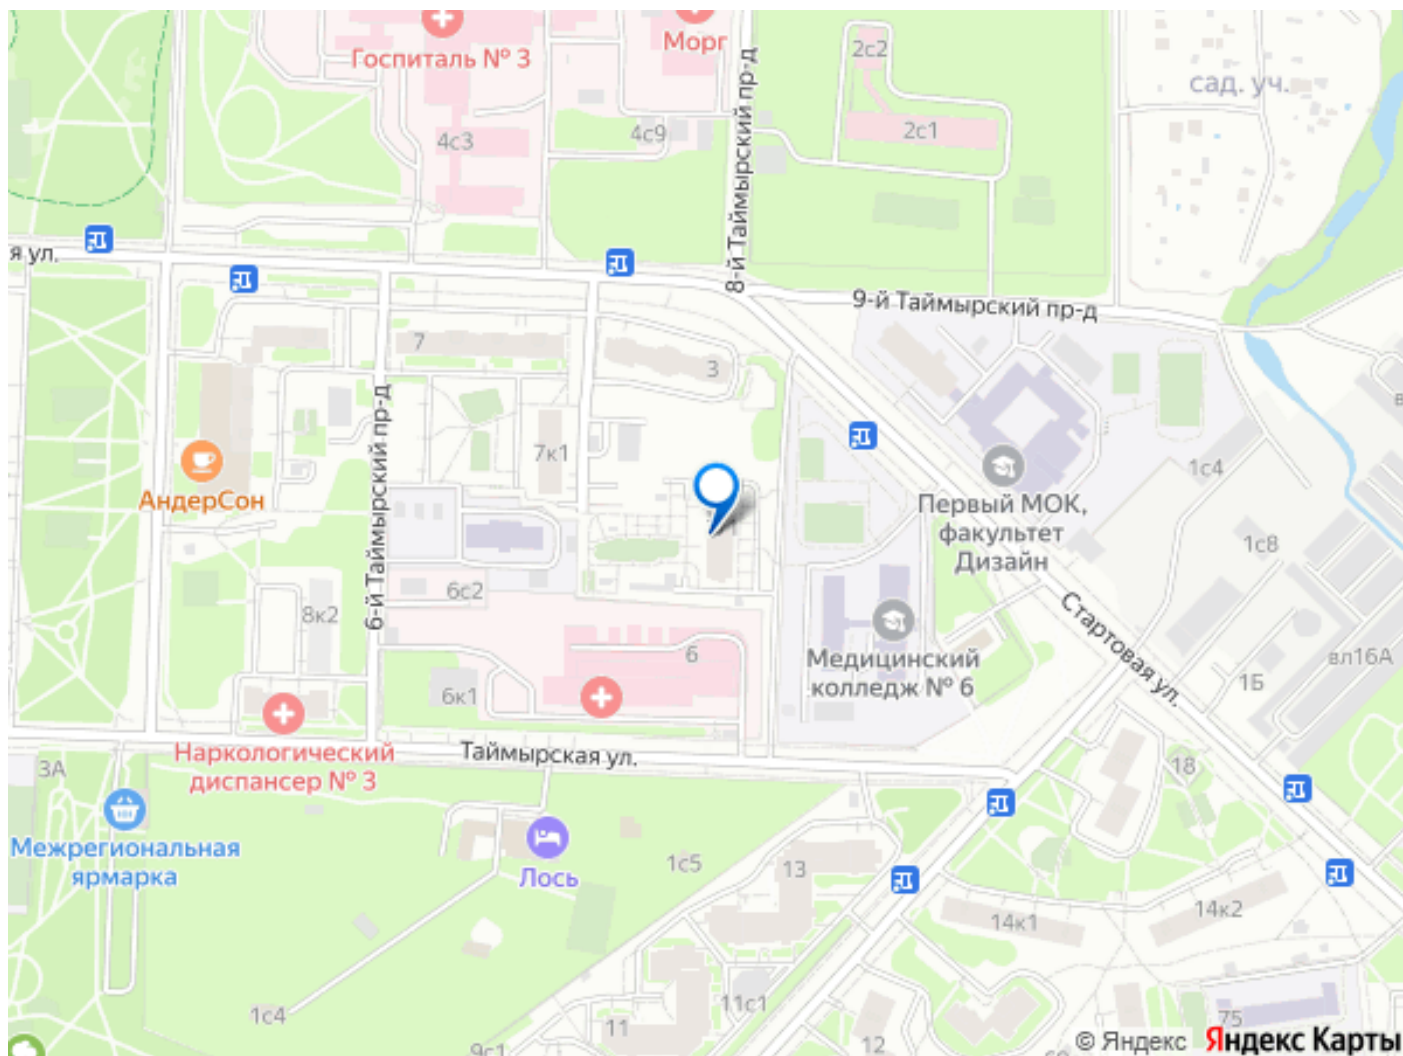 Госпиталь № 3
Морг
2с2
сад. уч.
4с3
4с9
2с1
8-й Таймырский пр-д
я ул.
9-й Таймырский пр-д
7
3
6-й Таймырский пр-д
7к1
АндерСон
1с4
Первый МОК,
факультет
Дизайн
1с8
6с2
8к2
Стартовая ул.
6
Медицинский
колледж № 6
вл16А
1Б
6к1
Наркологический
диспансер № 3
Таймырская ул.
3А
18
Межрегиональная
ярмарка
Лось
1с5
13
14к1
14к2
1с4
11с1
11
12
75
9с1
© Яндекс Яндекс Карты